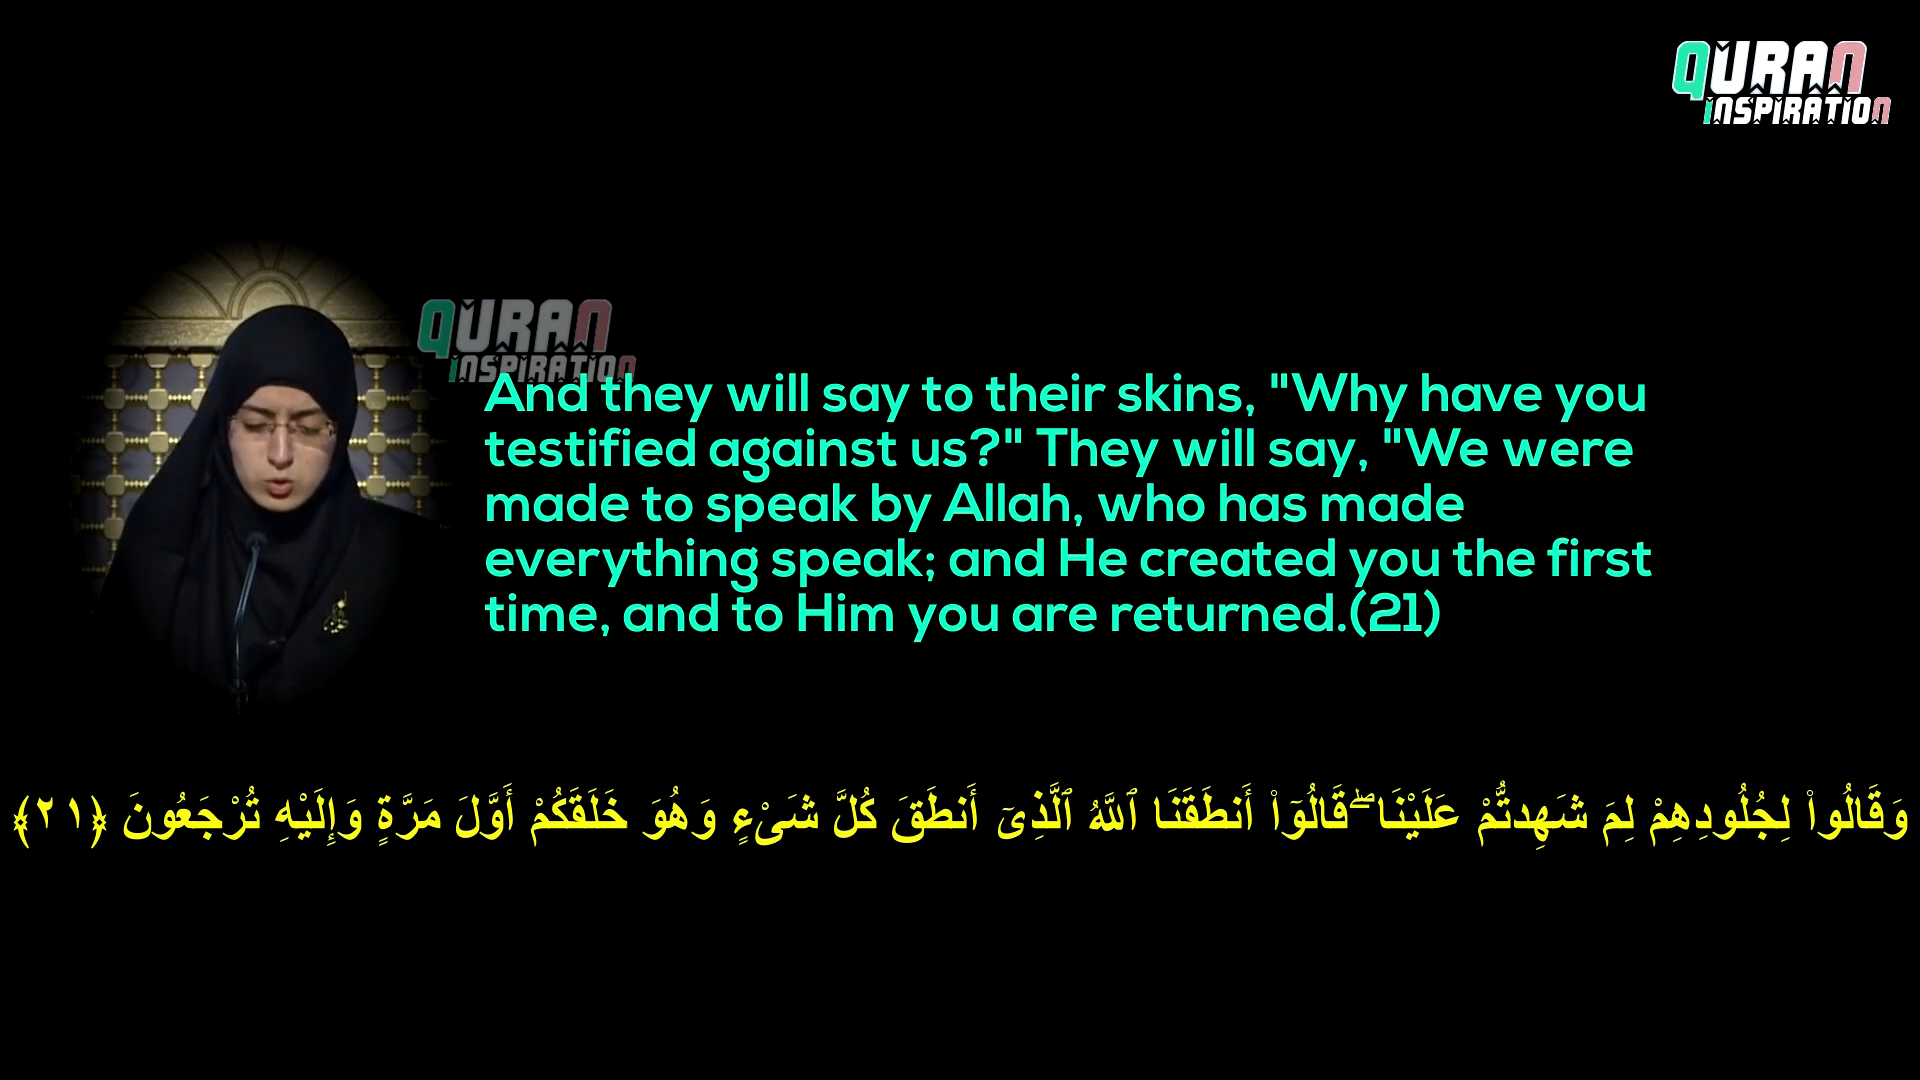 QURAN
INSPIRATION
QURAN
INSPIRATION
And they will say to their skins, "Why have you
testified against us?" They will say, "We were
made to speak by Allah, who has made
everything speak; and He created you the first
time, and to Him you are returned.(21)
وَقَالُوا۟ لِجُلُودِهِمْ لِمَ شَهِدتُّمْ عَلَيْنَا ۖ قَالُوٓا۟ أَنطَقَنَا ٱللَّهُ ٱلَّذِىٓ أَنطَقَ كُلَّ شَىْءٍ وَهُوَ خَلَقَكُمْ أَوَّلَ مَرَّةٍ وَإِلَيْهِ تُرْجَعُونَ ﴿٢١﴾